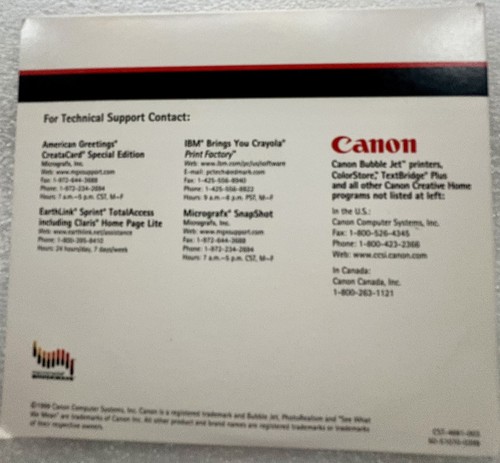 For Technical Support Contact:
American Greetings®
CreataCard® Special Edition
Micrografx, Inc.
Web: www.mgxsupport.com
Fax: 1-972-644-3688
Phone: 1-972-234-2694
Hours: 7 a.m.–5 p.m. CST, M–F
EarthLink® Sprint® TotalAccess
including Claris® Home Page Lite
Web: www.earthlink.net/assistance
Phone: 1-800-395-8410
Hours: 24 hours/day, 7 days/week
IBM® Brings You Crayola®
Print Factory™
Web: www.ibm.com/pc/us/software
E-mail: pctech@edmark.com
Fax: 1-425-556-8940
Phone: 1-425-556-8822
Hours: 9 a.m.–6 p.m. PST, M–F
Micrografx® SnapShot
Micrografx, Inc.
Web: www.mgxsupport.com
Fax: 1-972-644-3688
Phone: 1-972-234-2694
Hours: 7 a.m.–5 p.m. CST, M–F
Canon
Canon Bubble Jet™ printers,
ColorStore,™ TextBridge® Plus
and all other Canon Creative Home
programs not listed at left:
In the U.S.:
Canon Computer Systems, Inc.
Fax: 1-800-526-4345
Phone: 1-800-423-2366
Web: www.ccsi.canon.com
In Canada:
Canon Canada, Inc.
1-800-263-1121
©1998 Canon Computer Systems, Inc. Canon is a registered trademark and Bubble Jet, PhotoRealism and "See What
We Mean" are trademarks of Canon Inc. All other product and brand names are registered trademarks or trademarks
of their respective owners.